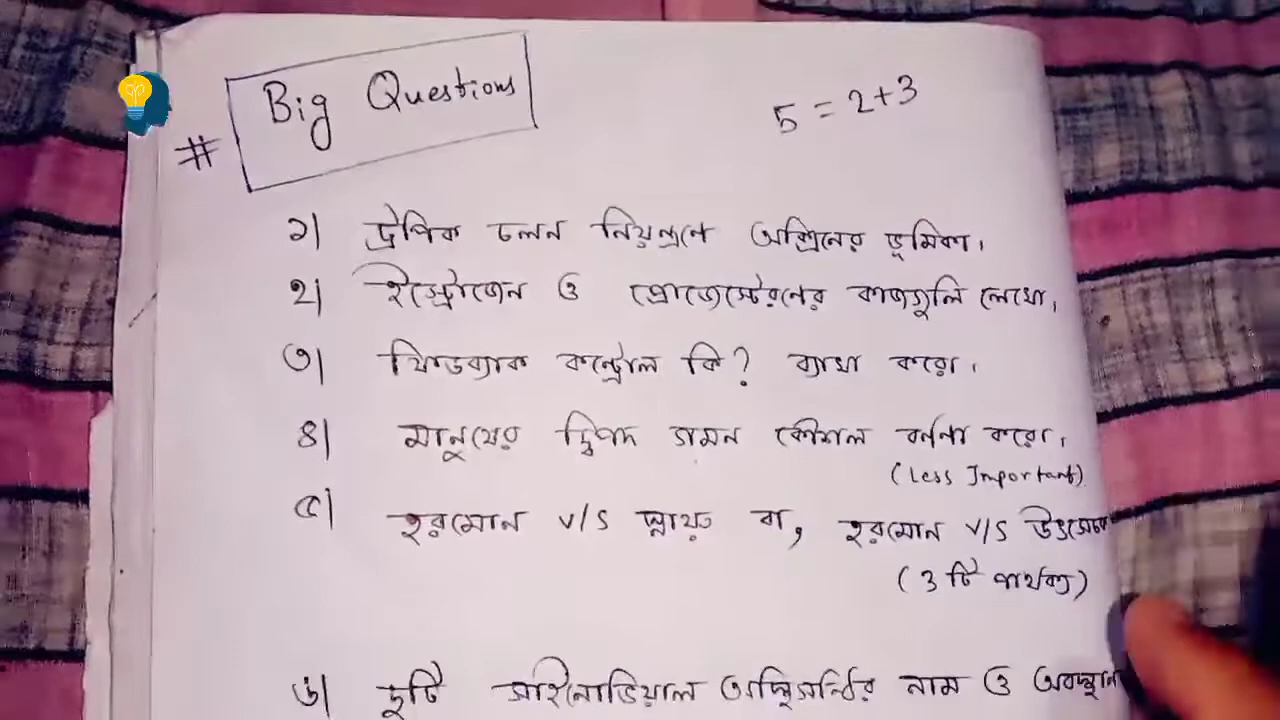 # Big Questions
5 = 2+3
১| ট্রপিক চলন নিয়ন্ত্রণে অক্সিনের ভূমিকা।
২| ইস্ট্রোজেন ও প্রোজেস্টেরনের কাজগুলি লেখো।
৩| ফিডব্যাক কন্ট্রোল কি? ব্যাখা করো।
৪| মানুষের দ্বিপদ গমন কৌশল বর্ণনা করো।
(Less Important)
৫| হরমোন v/s স্নায়ু বা, হরমোন v/s উৎসেচক
(3 টি পার্থক্য)
৬| দুটি সাইনোভিয়াল অস্থিসন্ধির নাম ও অবস্থান